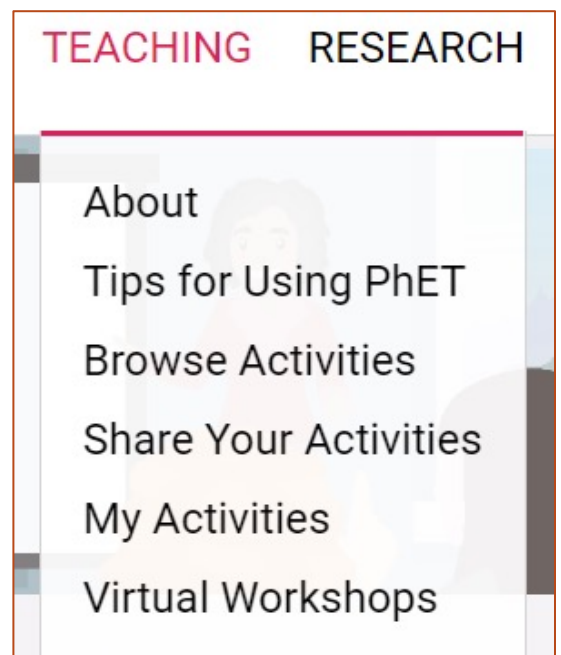 TEACHING RESEARCH
About
Tips for Using PhET
Browse Activities
Share Your Activities
My Activities
Virtual Workshops